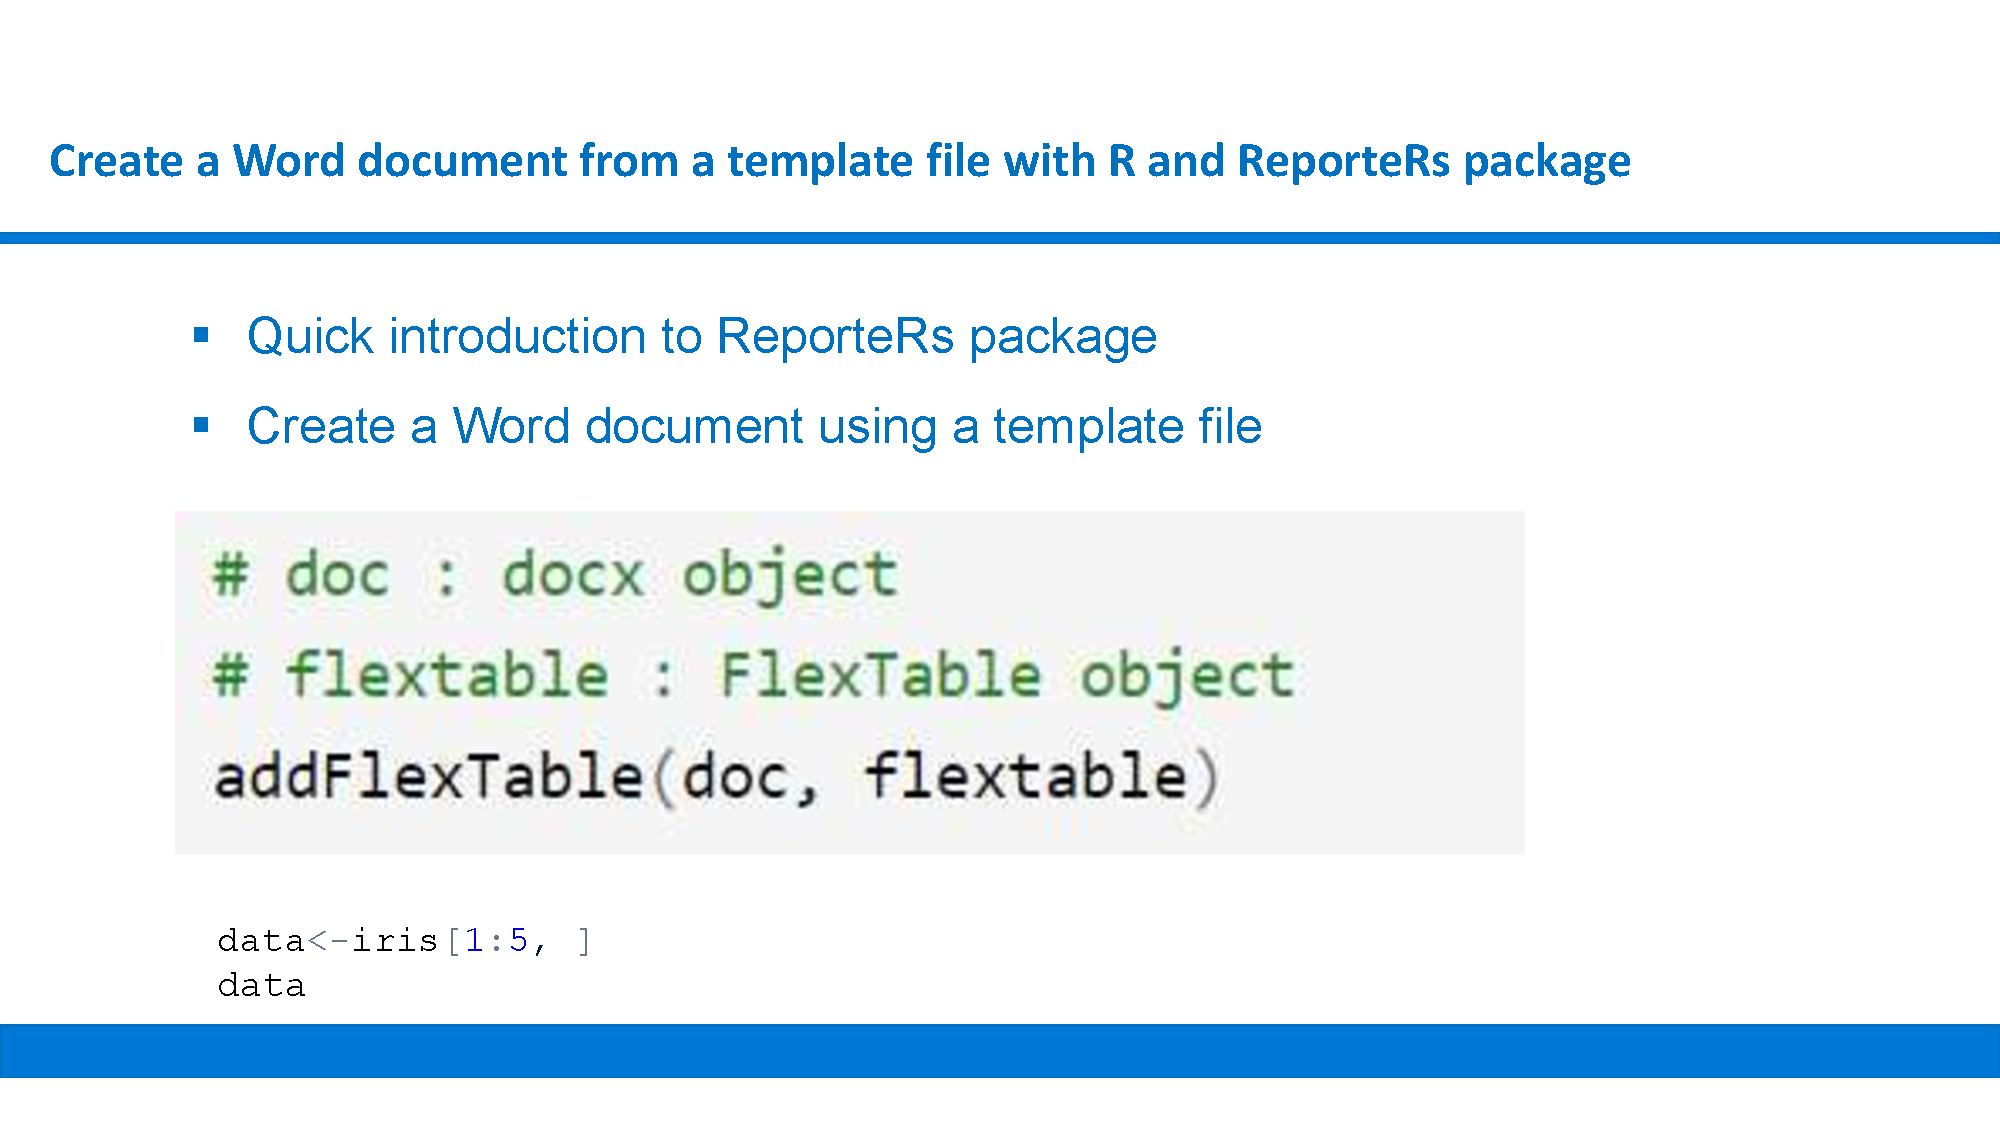 Create a Word document from a template file with R and ReporteRs package
▪ Quick introduction to ReporteRs package
▪ Create a Word document using a template file
# doc : docx object
# flextable : FlexTable object
addFlexTable(doc, flextable)
data<-iris[1:5, ]
data